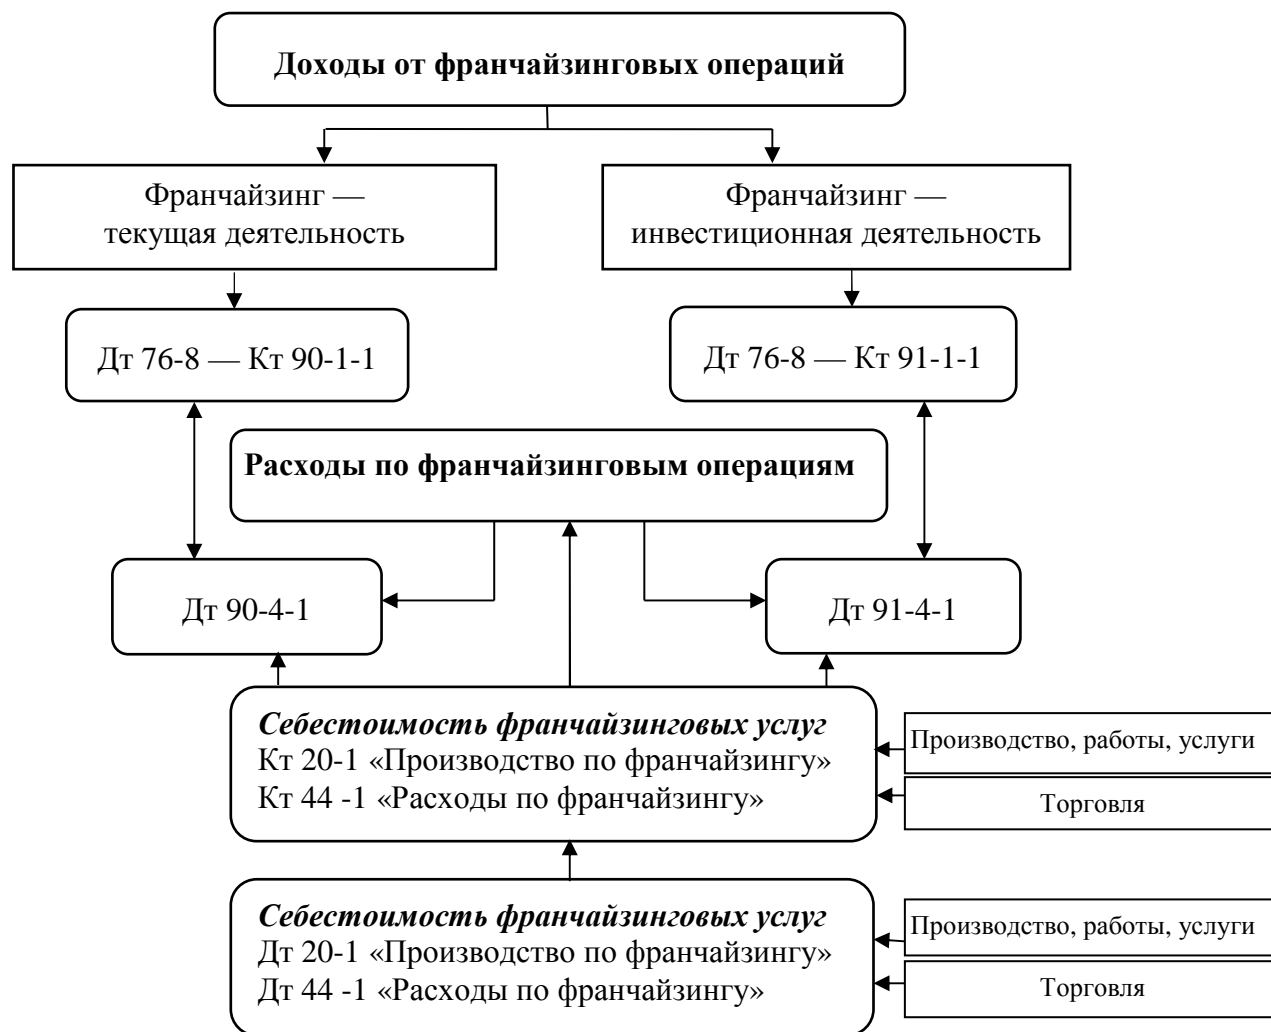 Доходы от франчайзинговых операций
Франчайзинг —
текущая деятельность
Франчайзинг —
инвестиционная деятельность
Дт 76-8 — Кт 90-1-1
Дт 76-8 — Кт 91-1-1
Расходы по франчайзинговым операциям
Дт 90-4-1
Дт 91-4-1
Себестоимость франчайзинговых услуг
Кт 20-1 «Производство по франчайзингу»
Кт 44 -1 «Расходы по франчайзингу»
Производство, работы, услуги
Торговля
Себестоимость франчайзинговых услуг
Дт 20-1 «Производство по франчайзингу»
Дт 44 -1 «Расходы по франчайзингу»
Производство, работы, услуги
Торговля